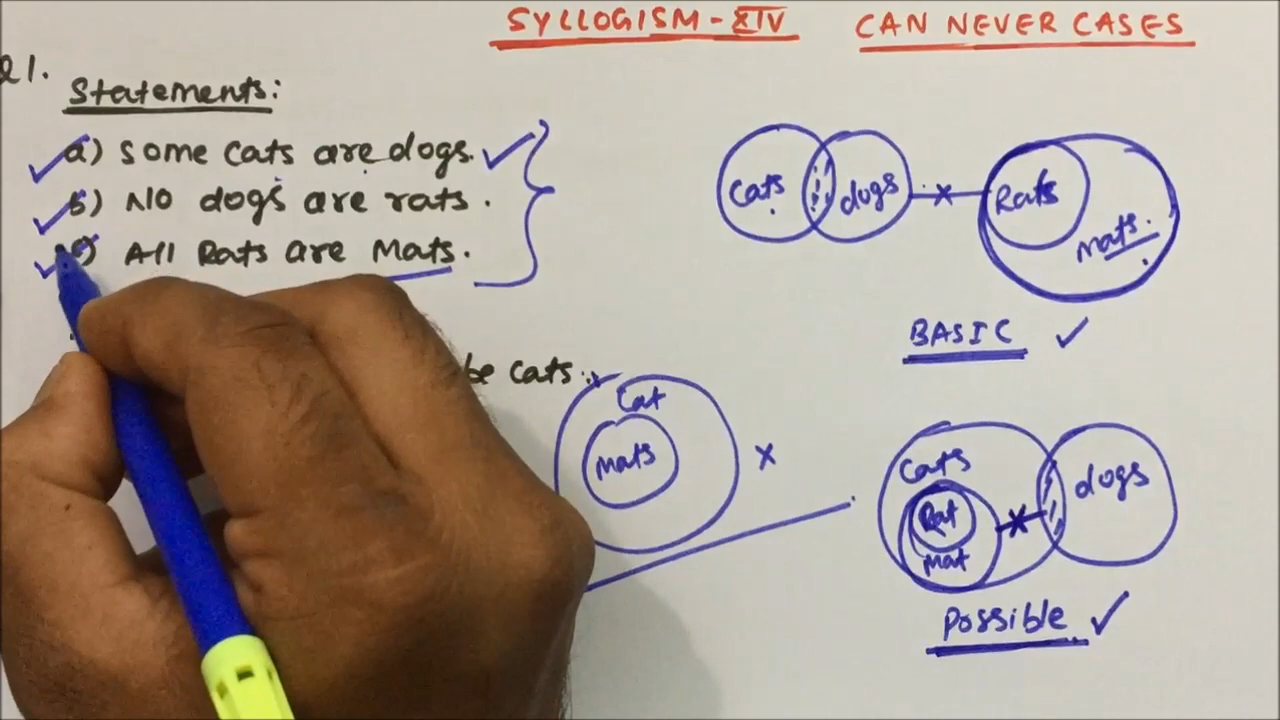 SYLLOGISM - XIV CAN NEVER CASES
Q1.
Statements:
a) Some Cats are dogs.
b) No dogs are rats.
c) All Rats are Mats.
be Cats.
Cats dogs Rats
Mats.
BASIC
Cat
Mats
Cats dogs
Rat
Mat
Possible